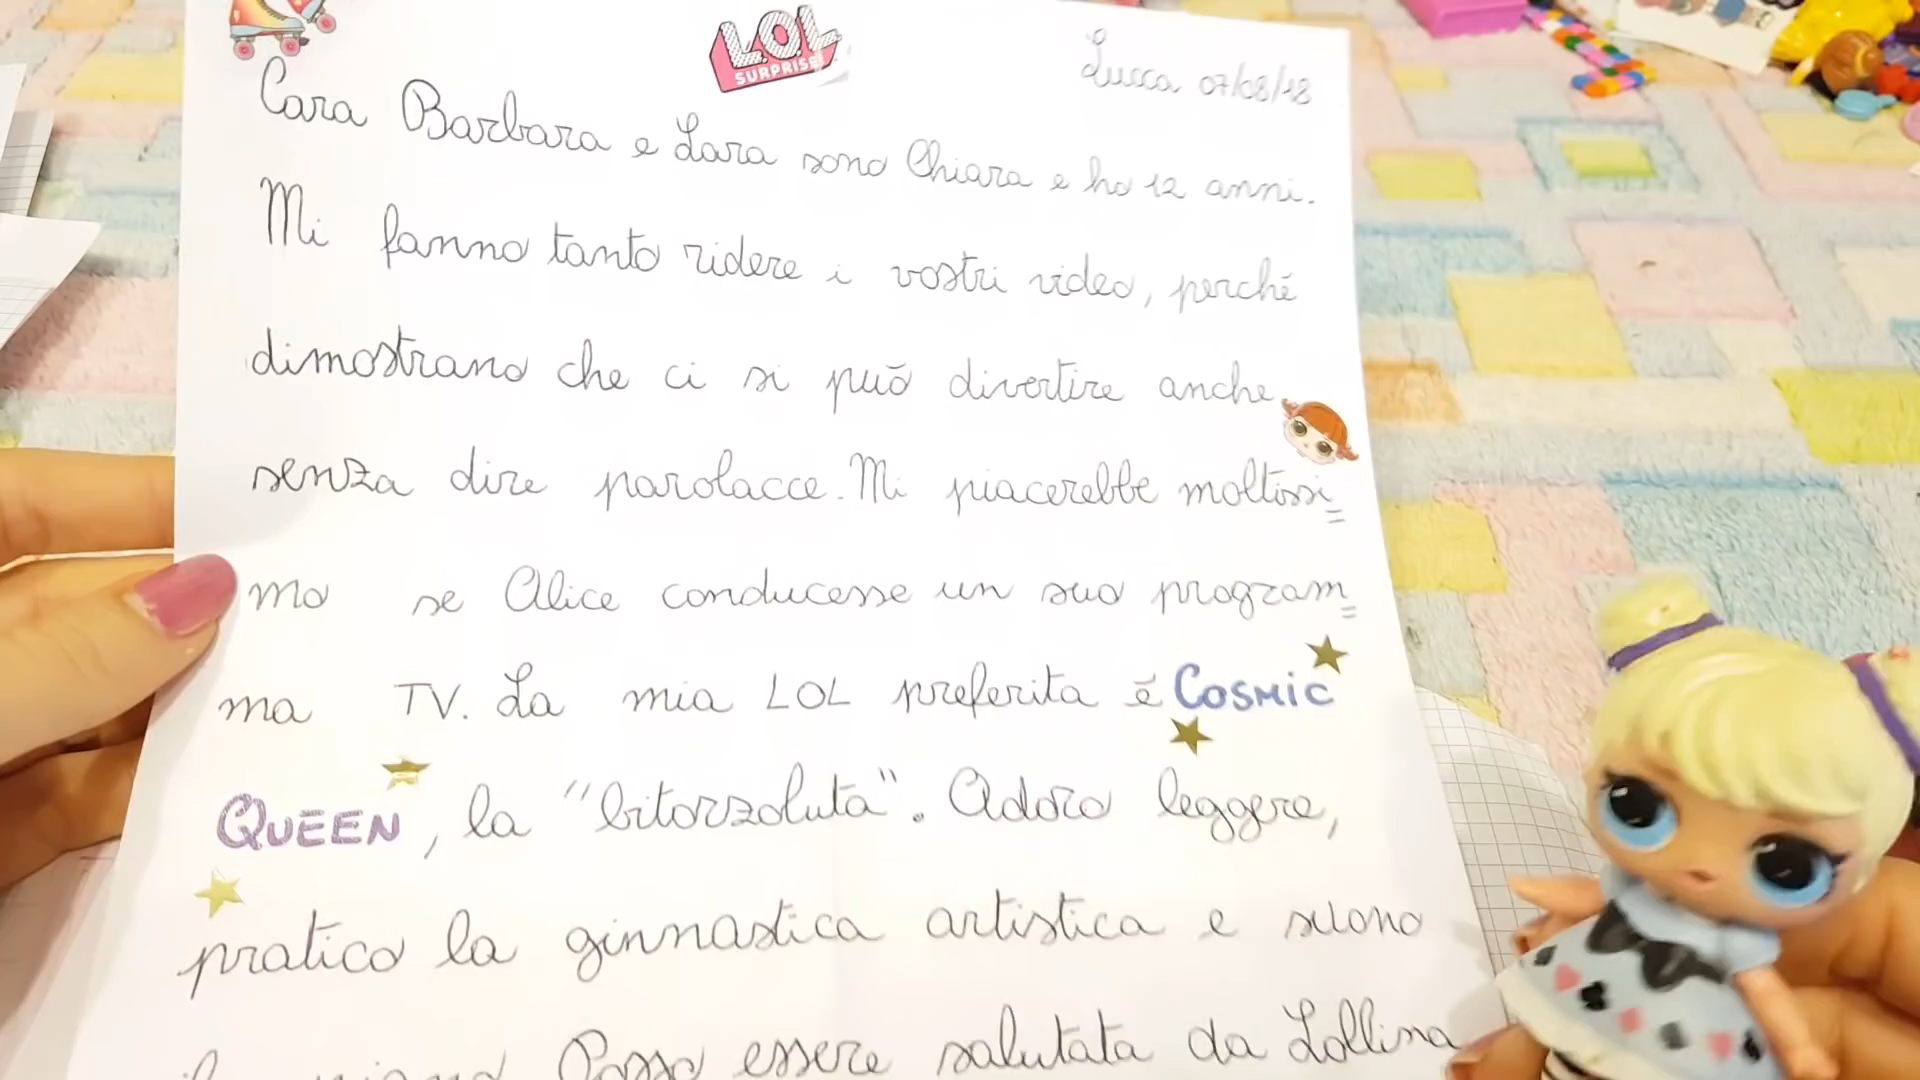 LOL
SURPRISE!
Lucca 07/08/18
Cara Barbara e Lara sono Chiara e ho 12 anni.
Mi fanno tanto ridere i vostri video, perché
dimostrano che ci si può divertire anche
senza dire parolacce. Mi piacerebbe moltissi=
mo se Alice conducesse un suo program=
ma TV. La mia LOL preferita é COSMIC
QUEEN, la "bitorzoluta". Adoro leggere,
pratico la ginnastica artistica e suono
Posso essere salutata da Lollina